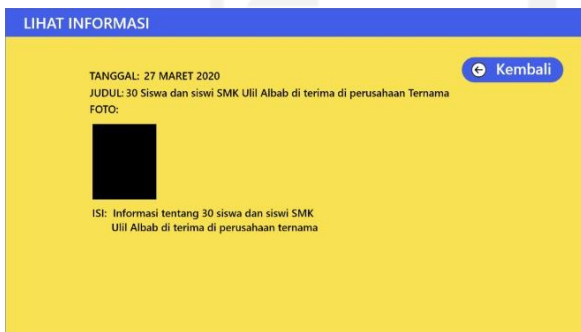 LIHAT INFORMASI
Kembali
TANGGAL: 27 MARET 2020
JUDUL: 30 Siswa dan siswi SMK Ulil Albab di terima di perusahaan Ternama
FOTO:
ISI: Informasi tentang 30 siswa dan siswi SMK
Ulil Albab di terima di perusahaan ternama